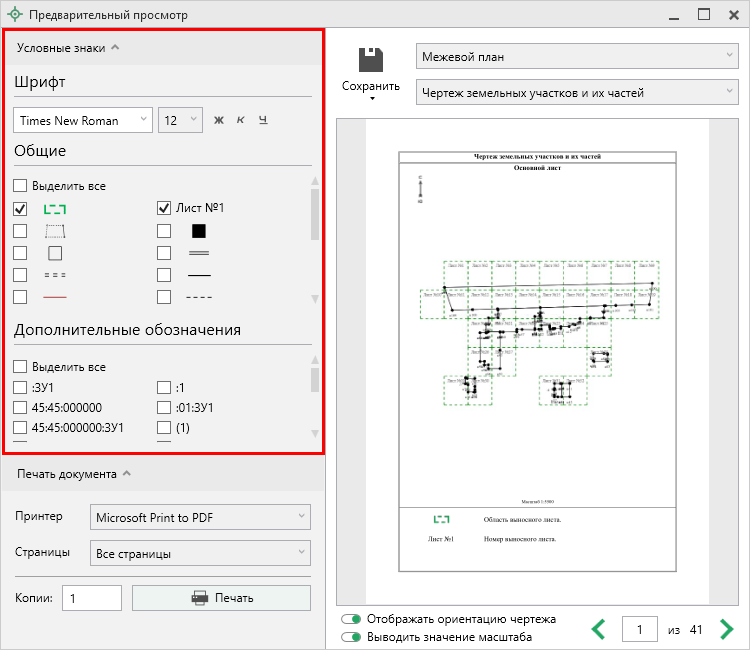 Предварительный просмотр
Условные знаки
Шрифт
Times New Roman
12
Ж
К
Ч
Общие
Выделить все
Лист №1
Дополнительные обозначения
Выделить все
:ЗУ1
:1
45:45:000000
:01:ЗУ1
45:45:000000:ЗУ1
(1)
Печать документа
Принтер
Microsoft Print to PDF
Страницы
Все страницы
Копии:
1
Печать
Сохранить
Межевой план
Чертеж земельных участков и их частей
Чертеж земельных участков и их частей
Основной лист
Масштаб 1:5000
Область выносного листа.
Лист №1
Номер выносного листа.
Отображать ориентацию чертежа
Выводить значение масштаба
1
из
41